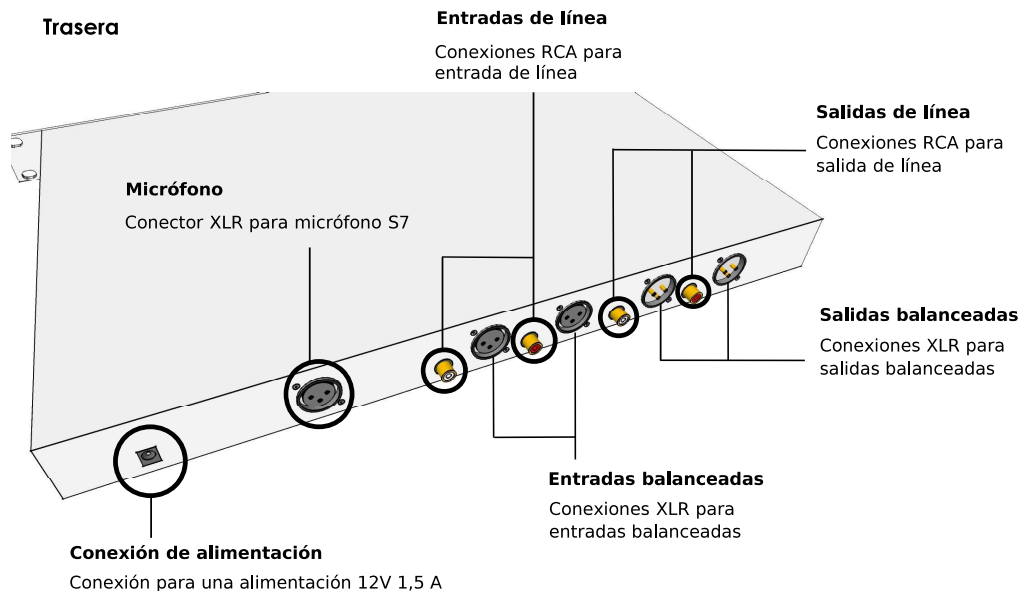 Trasera
Entradas de línea
Conexiones RCA para
entrada de línea
Salidas de línea
Conexiones RCA para
salida de línea
Micrófono
Conector XLR para micrófono S7
Salidas balanceadas
Conexiones XLR para
salidas balanceadas
Entradas balanceadas
Conexiones XLR para
entradas balanceadas
Conexión de alimentación
Conexión para una alimentación 12V 1,5 A